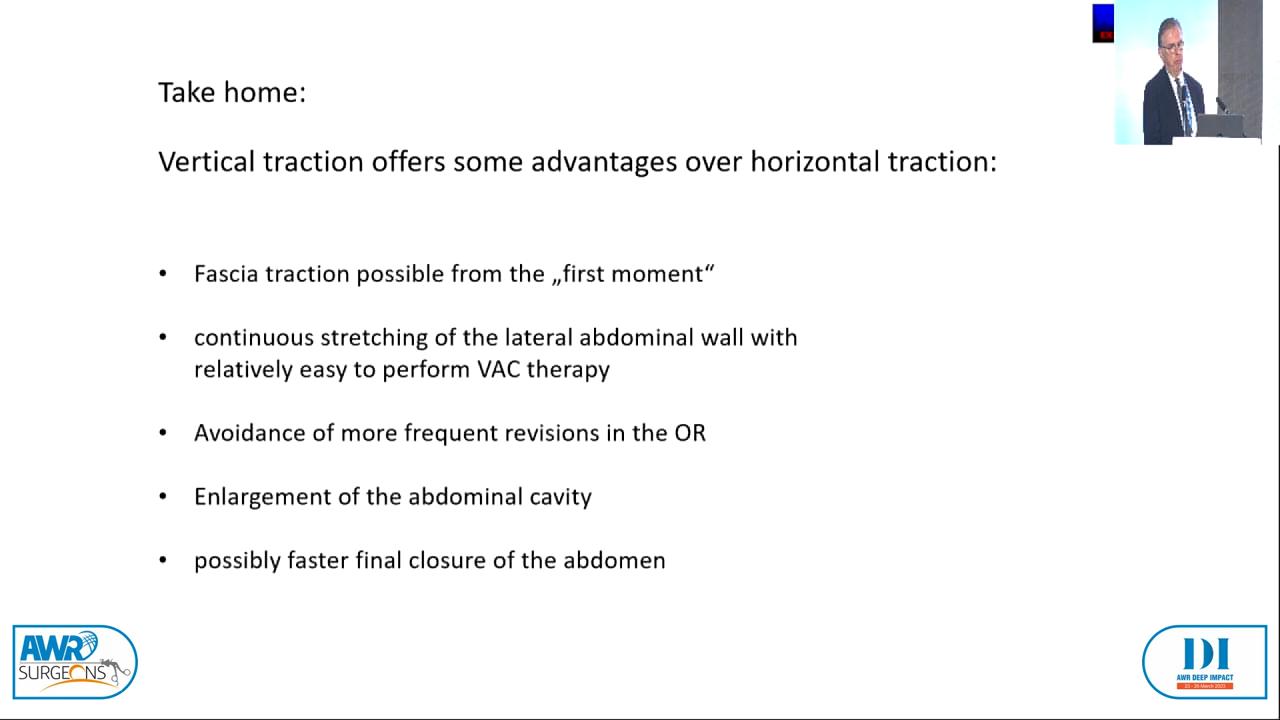 Take home:
Vertical traction offers some advantages over horizontal traction:
• Fascia traction possible from the „first moment“
• continuous stretching of the lateral abdominal wall with
relatively easy to perform VAC therapy
• Avoidance of more frequent revisions in the OR
• Enlargement of the abdominal cavity
• possibly faster final closure of the abdomen
AWR
SURGEONS
DI
AWR DEEP IMPACT